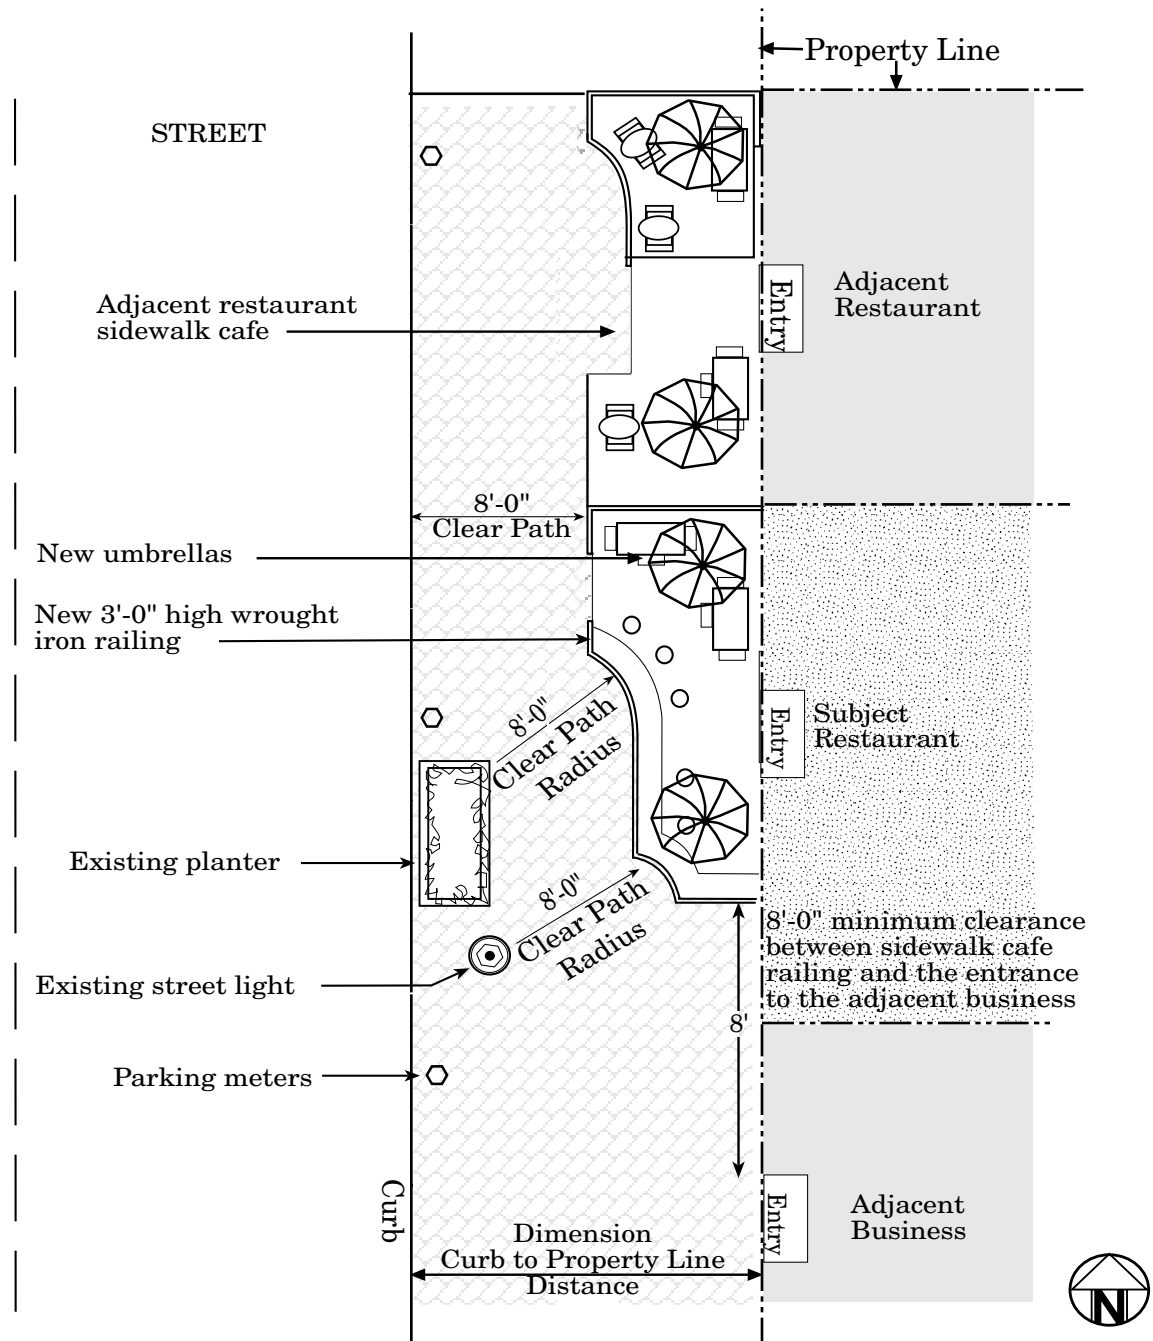 Property Line
STREET
Adjacent restaurant
sidewalk cafe
Entry
Adjacent
Restaurant
8'-0"
Clear Path
New umbrellas
New 3'-0" high wrought
iron railing
8'-0"
Clear Path
Radius
Entry
Subject
Restaurant
Existing planter
8'-0"
Clear Path
Radius
8'-0" minimum clearance
between sidewalk cafe
railing and the entrance
to the adjacent business
Existing street light
8'
Parking meters
Curb
Entry
Adjacent
Business
Dimension
Curb to Property Line
Distance
N